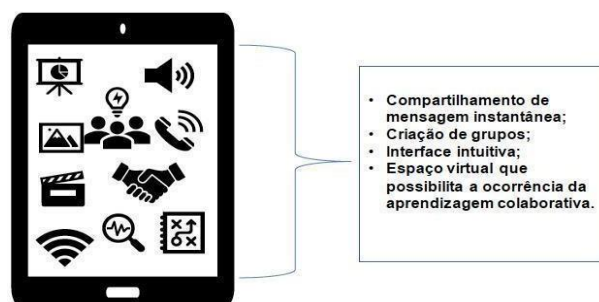 • Compartilhamento de
mensagem instantânea;
• Criação de grupos;
• Interface intuitiva;
• Espaço virtual que
possibilita a ocorrência da
aprendizagem colaborativa.